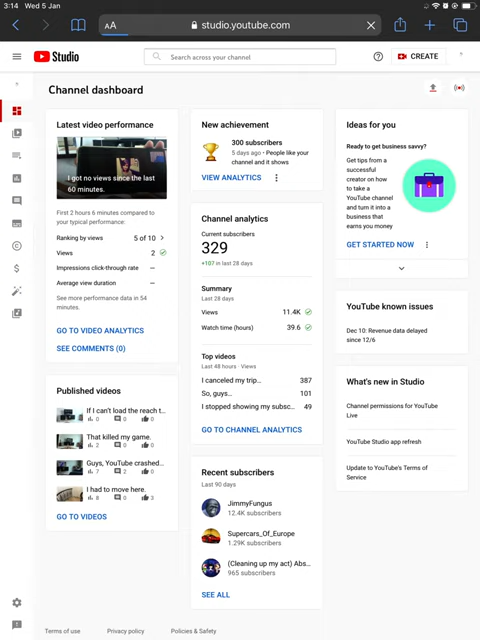 3:14 Wed 5 Jan
AA
studio.youtube.com
Studio
Search across your channel
CREATE
Channel dashboard
Latest video performance
I got no views since the last
60 minutes.
First 2 hours 6 minutes compared to
your typical performance:
Ranking by views 5 of 10
Views 2
Impressions click-through rate —
Average view duration —
See more performance data in 54
minutes.
GO TO VIDEO ANALYTICS
SEE COMMENTS (0)
Published videos
If I can't load the reach t...
0 0 0
That killed my game.
2 0 0
Guys, YouTube crashed...
7 2 0
I had to move here.
8 0 3
GO TO VIDEOS
New achievement
300 subscribers
5 days ago • People like your
channel and it shows
VIEW ANALYTICS
Channel analytics
Current subscribers
329
+107 in last 28 days
Summary
Last 28 days
Views 11.4K
Watch time (hours) 39.6
Top videos
Last 48 hours · Views
I canceled my trip... 387
So, guys... 101
I stopped showing my subsc... 49
GO TO CHANNEL ANALYTICS
Recent subscribers
Last 90 days
JimmyFungus
12.4K subscribers
Supercars_Of_Europe
1.29K subscribers
(Cleaning up my act) Abs...
965 subscribers
SEE ALL
Ideas for you
Ready to get business savvy?
Get tips from a
successful
creator on how
to take a
YouTube channel
and turn it into a
business that
earns you
money
GET STARTED NOW
YouTube known issues
Dec 10: Revenue data delayed
since 12/6
What's new in Studio
Channel permissions for YouTube
Live
YouTube Studio app refresh
Update to YouTube's Terms of
Service
Terms of use Privacy policy Policies & Safety